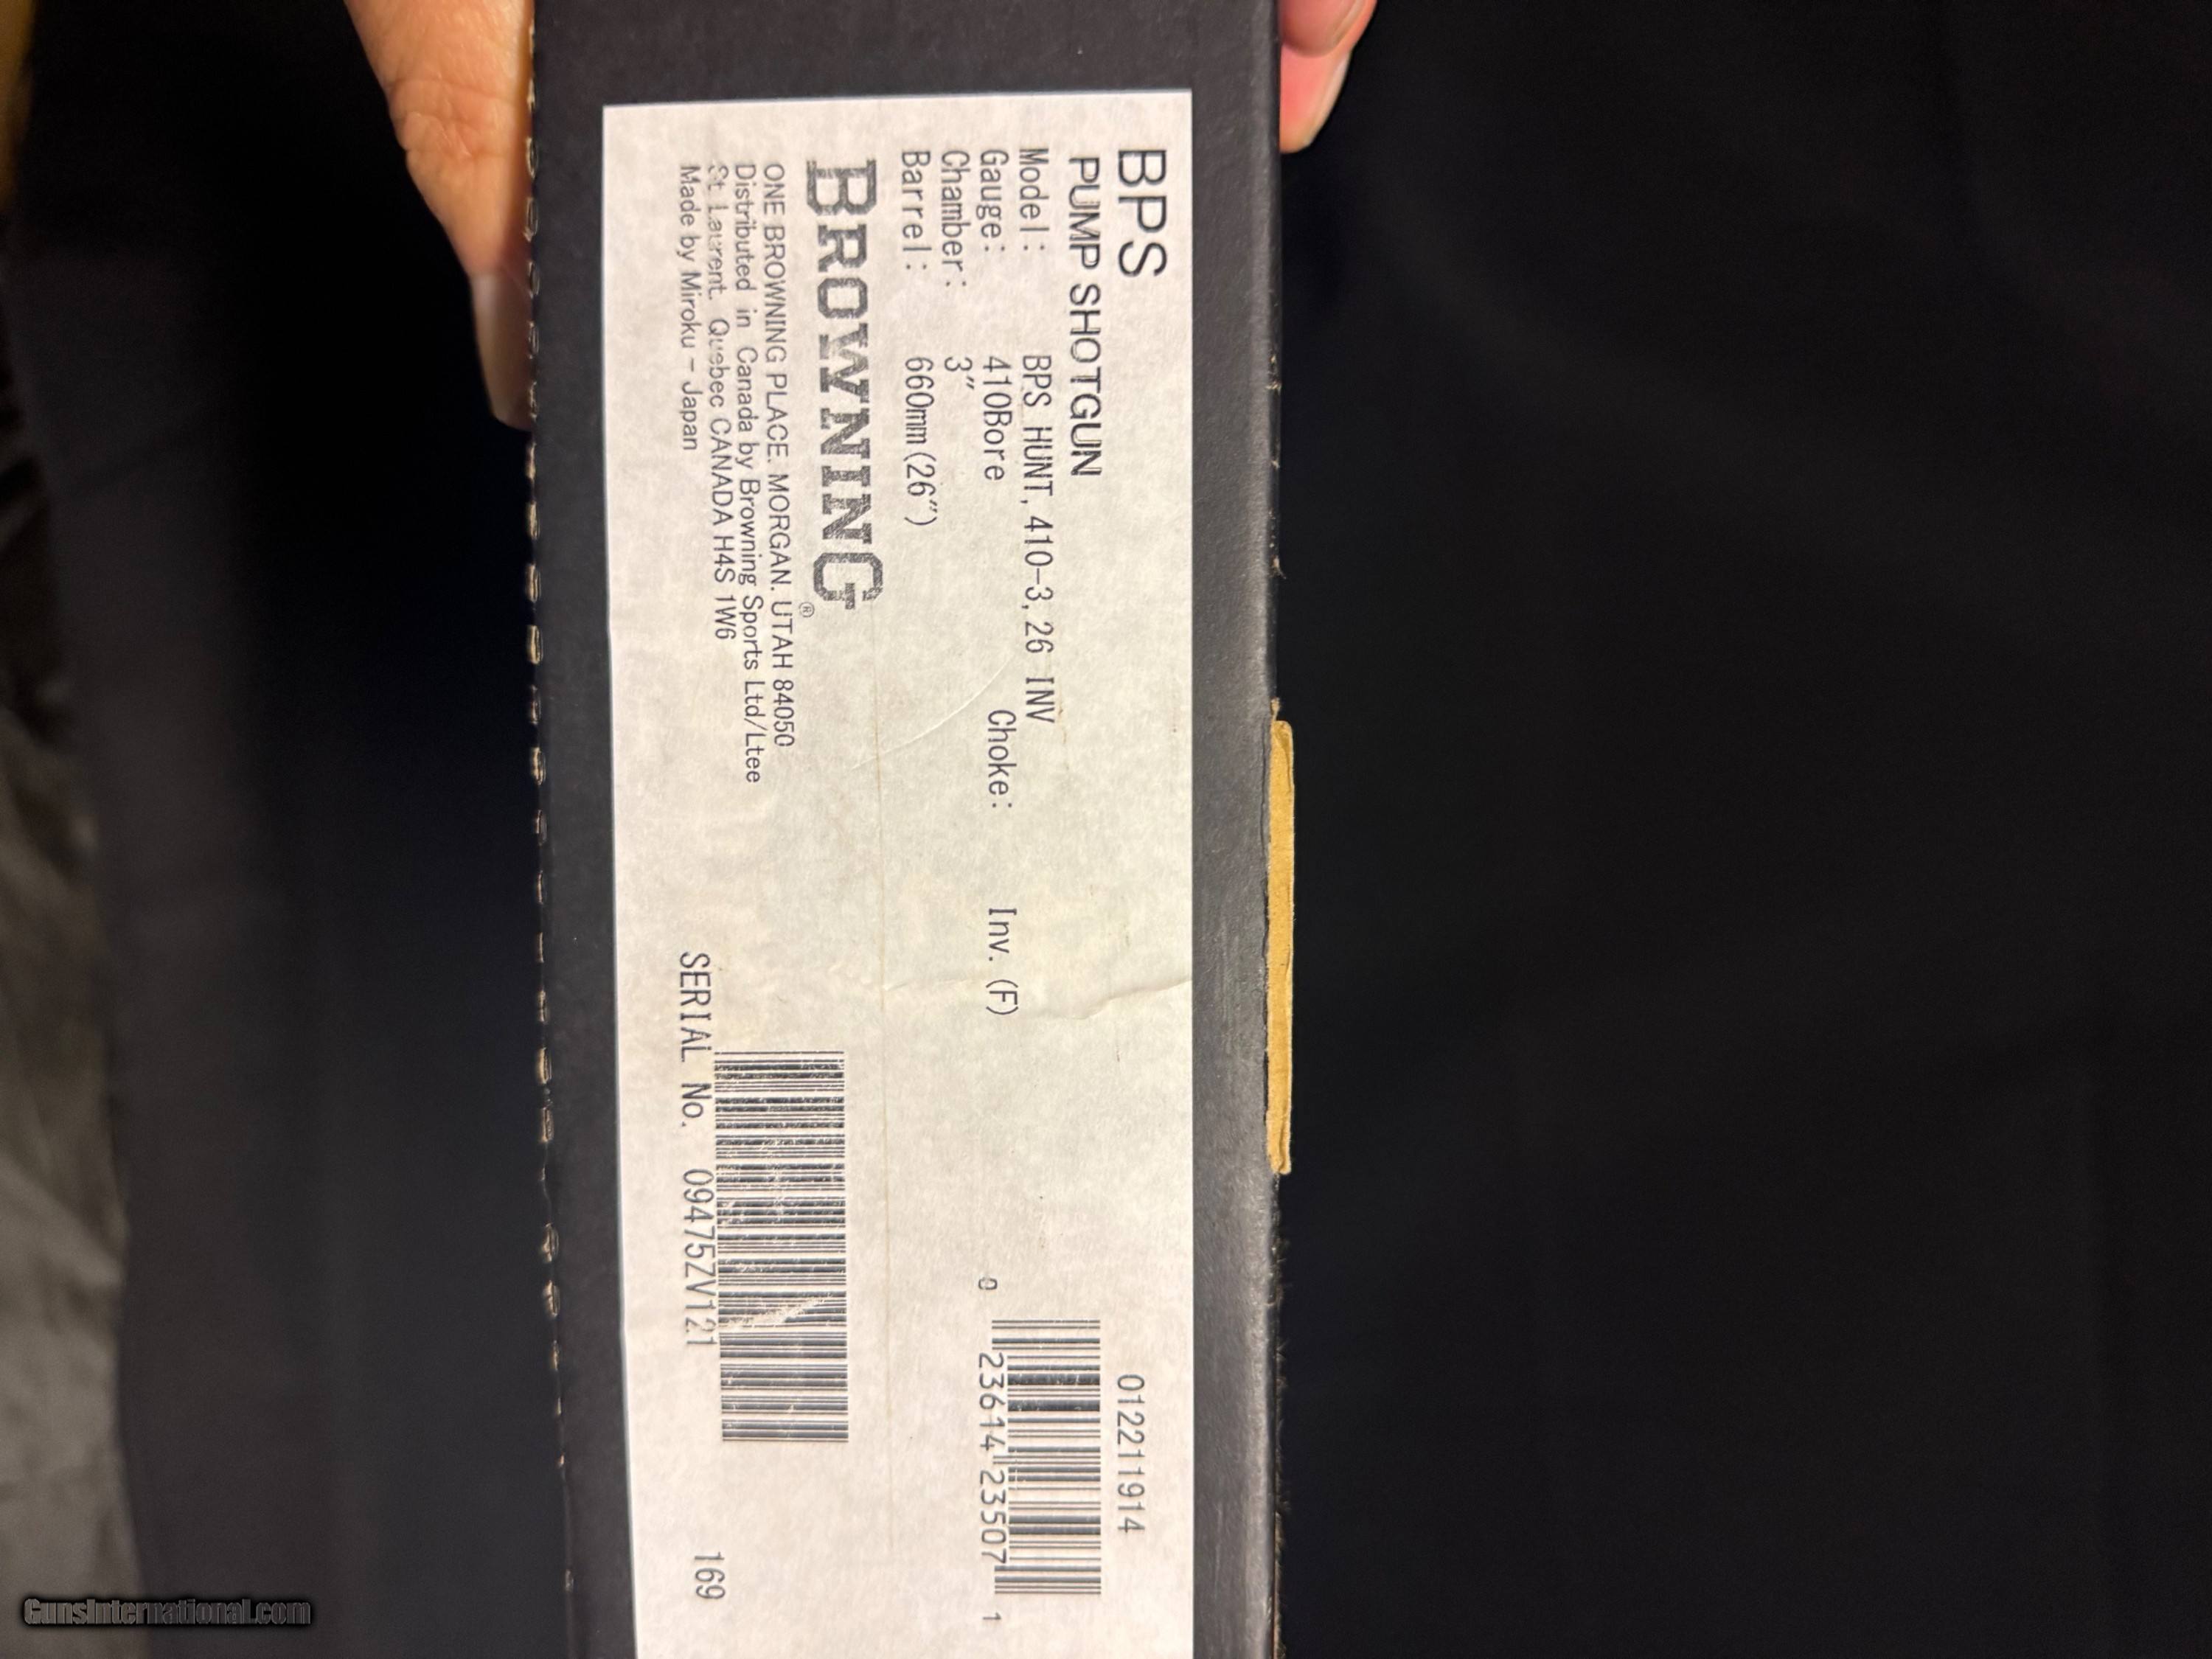 BPS
PUMP SHOTGUN
012211914
Model: BPS HUNT, 410-3, 26 INV
Gauge: 410Bore Choke: Inv. (F)
Chamber: 3"
Barrel: 660mm(26")
0 23614 23507 1
BROWNING®
ONE BROWNING PLACE. MORGAN. UTAH 84050
Distributed in Canada by Browning Sports Ltd/Ltee
St Laurent. Quebec CANADA H4S 1W6
Made by Miroku - Japan
SERIAL No. 09475ZV121
169
GunsInternational.com